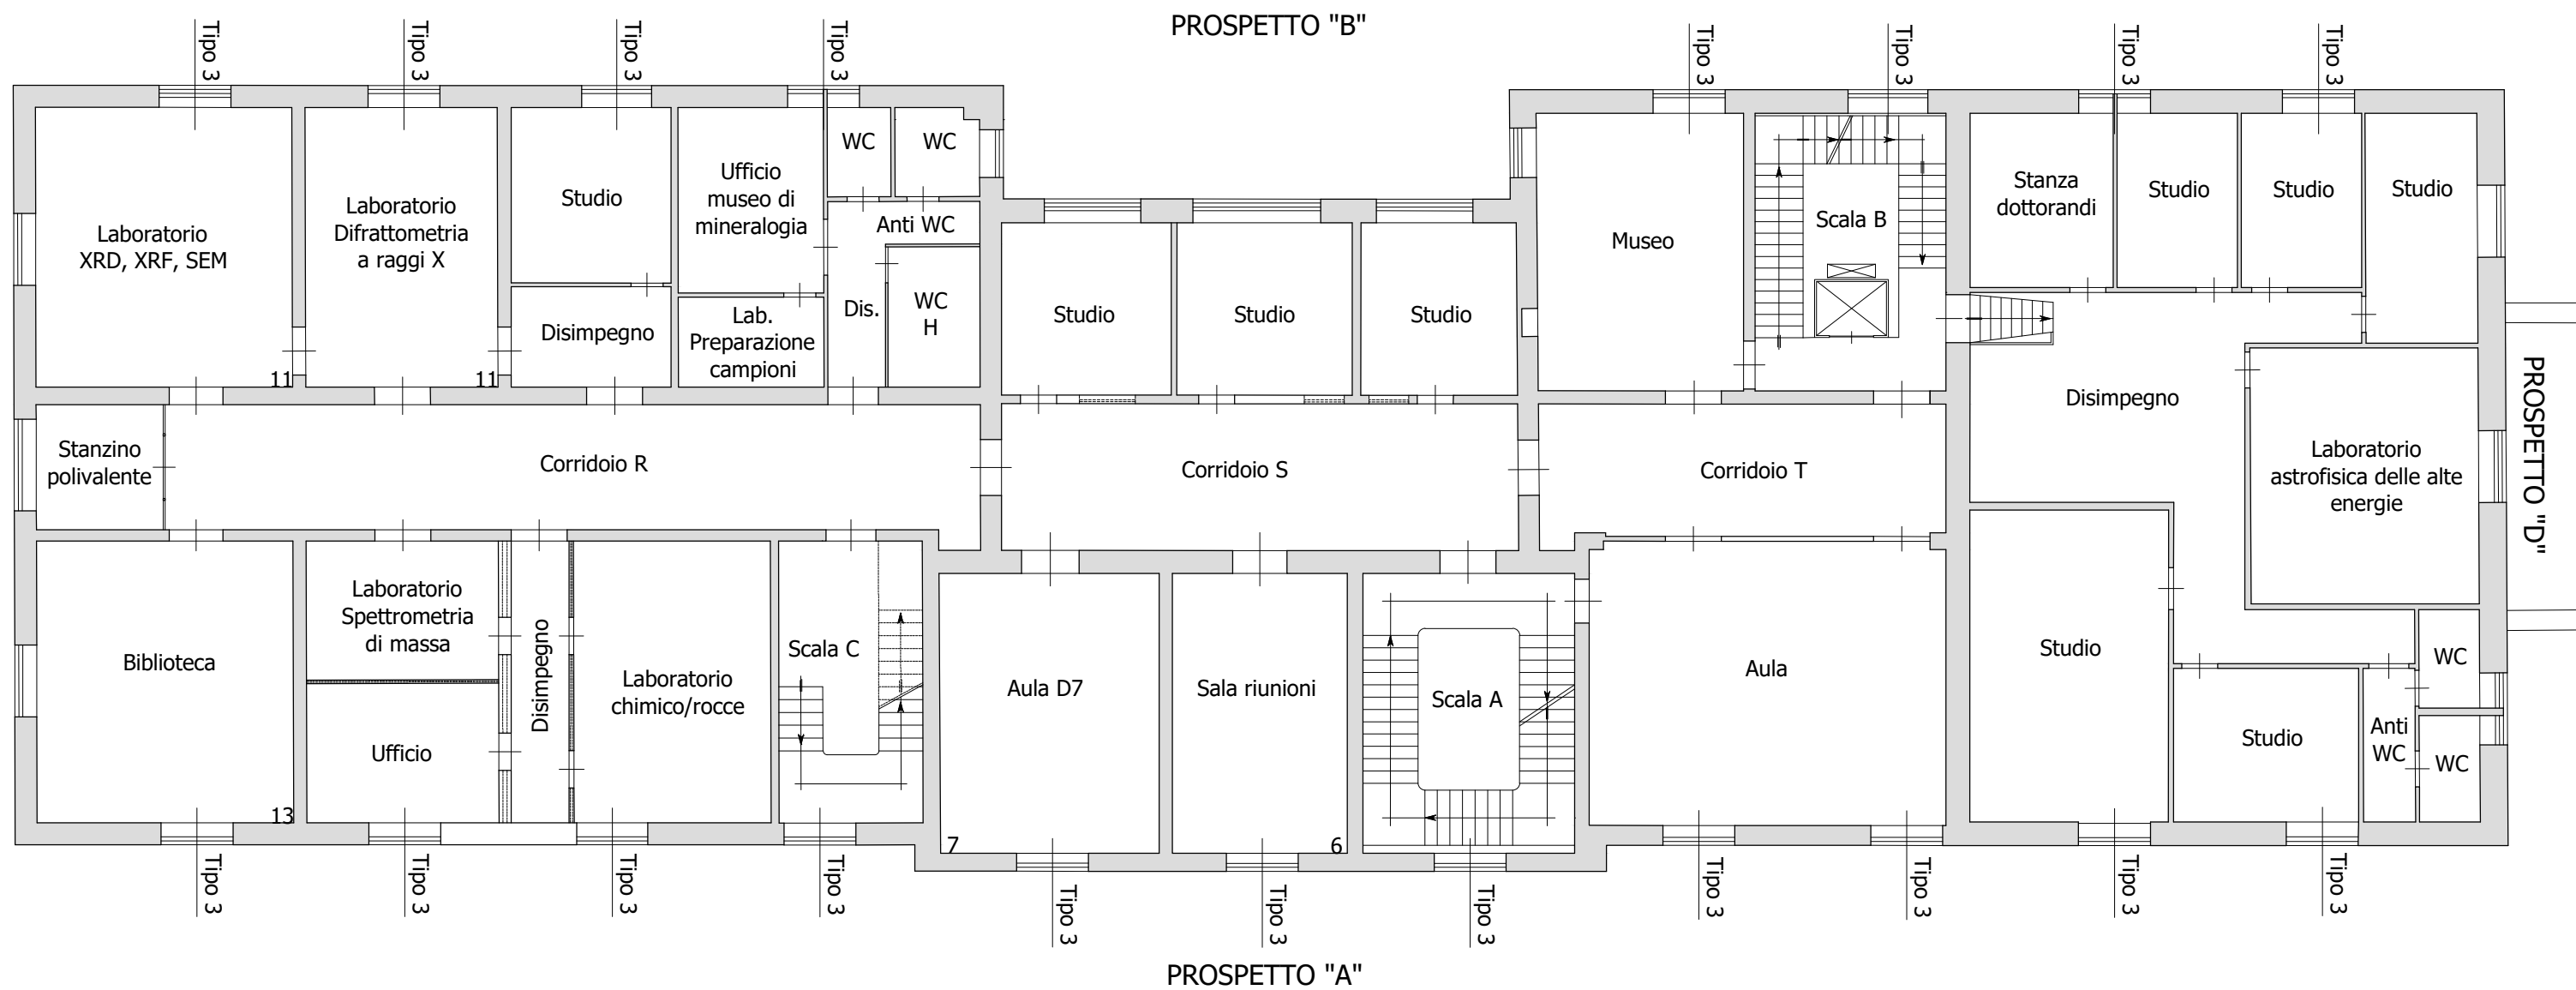 PROSPETTO "B"
Tipo 3
Tipo 3
Tipo 3
Tipo 3
Tipo 3
Tipo 3
Tipo 3
Tipo 3
Laboratorio
XRD, XRF, SEM
11
Laboratorio
Difrattometria
a raggi X
11
Studio
Disimpegno
Ufficio
museo di
mineralogia
Lab.
Preparazione
campioni
WC
WC
Anti WC
Dis.
WC
H
Studio
Studio
Studio
Museo
Scala B
Stanza
dottorandi
Studio
Studio
Studio
Stanzino
polivalente
Corridoio R
Corridoio S
Corridoio T
Disimpegno
Laboratorio
astrofisica delle alte
energie
PROSPETTO "D"
Biblioteca
13
Laboratorio
Spettrometria
di massa
Ufficio
Disimpegno
Laboratorio
chimico/rocce
Scala C
Aula D7
7
Sala riunioni
6
Scala A
Aula
Studio
Studio
Anti
WC
WC
WC
Tipo 3
Tipo 3
Tipo 3
Tipo 3
Tipo 3
Tipo 3
Tipo 3
Tipo 3
Tipo 3
Tipo 3
Tipo 3
PROSPETTO "A"